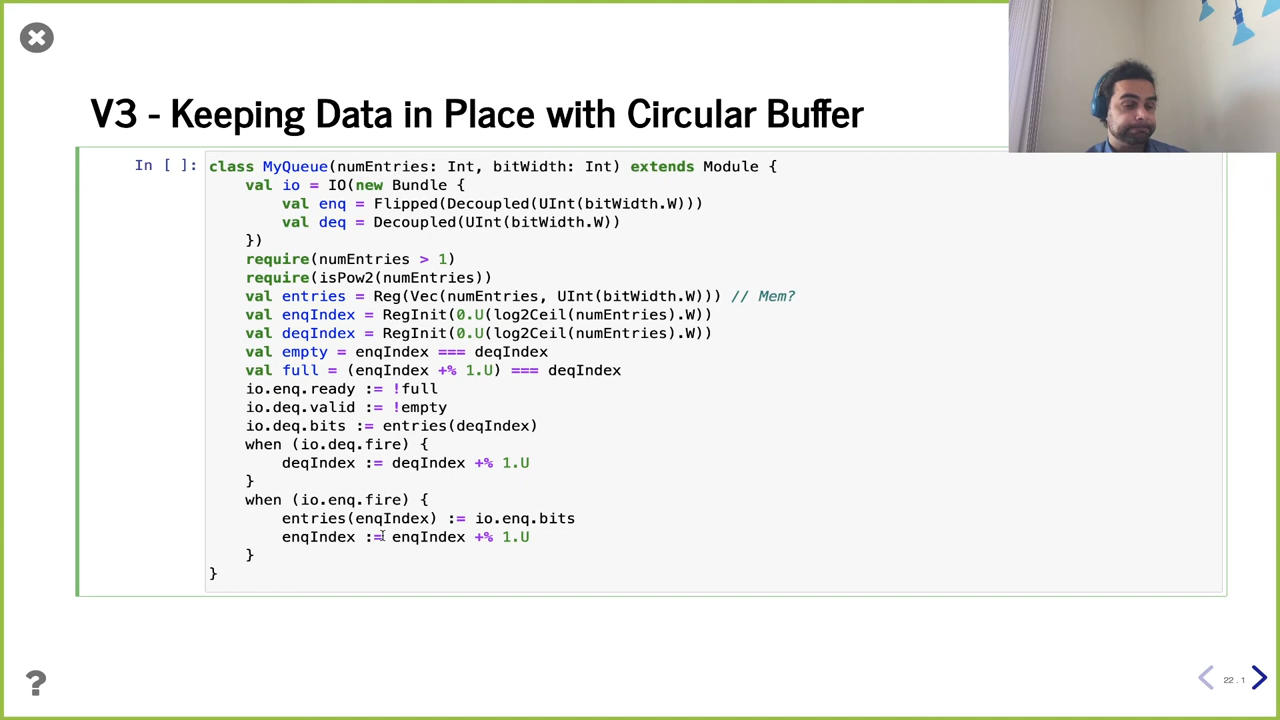 V3 - Keeping Data in Place with Circular Buffer
In [ ]:
class MyQueue(numEntries: Int, bitWidth: Int) extends Module {
    val io = IO(new Bundle {
        val enq = Flipped(Decoupled(UInt(bitWidth.W)))
        val deq = Decoupled(UInt(bitWidth.W))
    })
    require(numEntries > 1)
    require(isPow2(numEntries))
    val entries = Reg(Vec(numEntries, UInt(bitWidth.W))) // Mem?
    val enqIndex = RegInit(0.U(log2Ceil(numEntries).W))
    val deqIndex = RegInit(0.U(log2Ceil(numEntries).W))
    val empty = enqIndex === deqIndex
    val full = (enqIndex +% 1.U) === deqIndex
    io.enq.ready := !full
    io.deq.valid := !empty
    io.deq.bits := entries(deqIndex)
    when (io.deq.fire) {
        deqIndex := deqIndex +% 1.U
    }
    when (io.enq.fire) {
        entries(enqIndex) := io.enq.bits
        enqIndex := enqIndex +% 1.U
    }
}
?
22.1